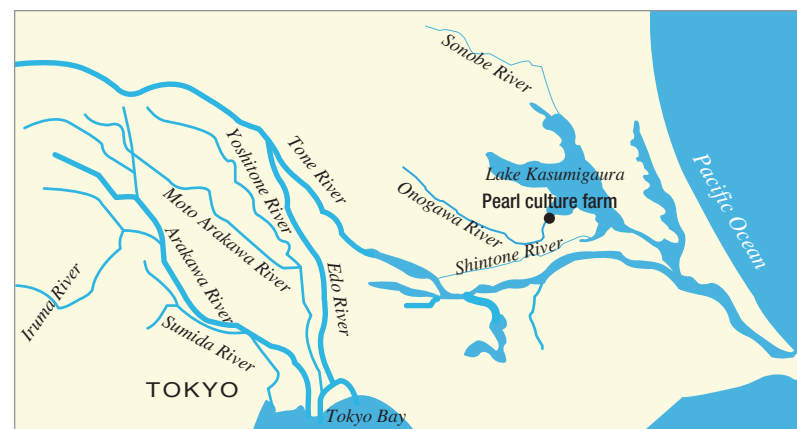 Sonobe River
Yoshitone River
Tone River
Lake Kasumigaura
Pacific Ocean
Pearl culture farm
Onogawa River
Moto Arakawa River
Shintone River
Arakawa River
Edo River
Iruma River
Sumida River
TOKYO
Tokyo Bay